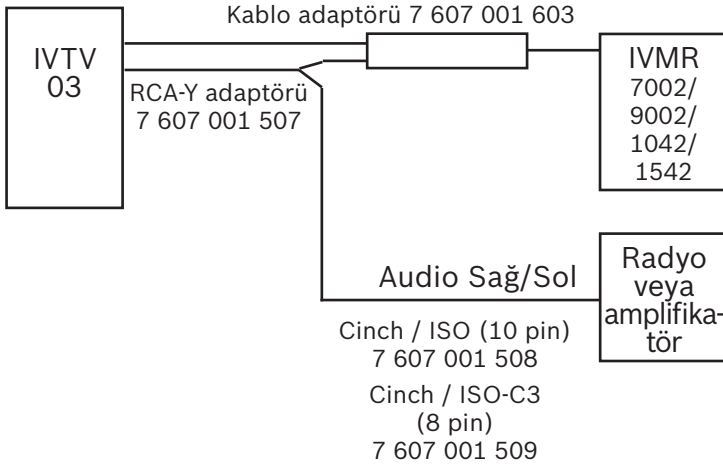 Kablo adaptörü 7 607 001 603
IVTV
03
RCA-Y adaptörü
7 607 001 507
IVMR
7002/
9002/
1042/
1542
Audio Sağ/Sol
Radyo
veya
amplifika-
tör
Cinch / ISO (10 pin)
7 607 001 508
Cinch / ISO-C3
(8 pin)
7 607 001 509